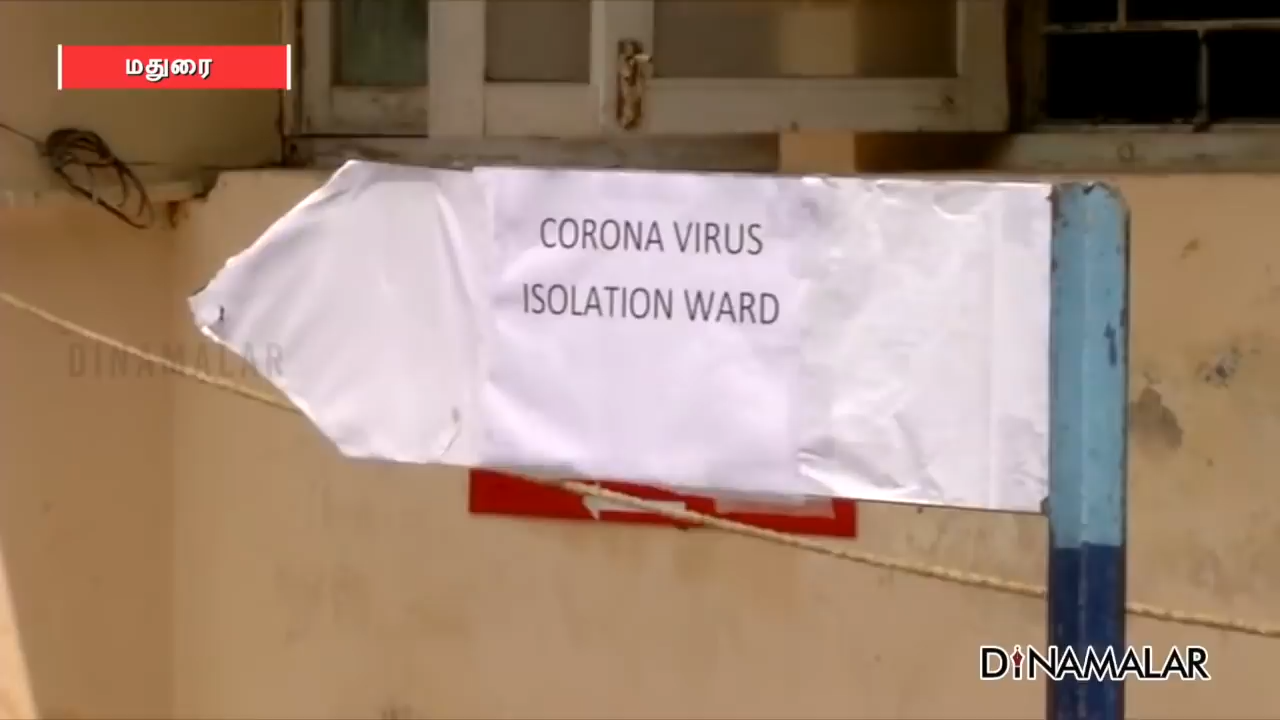 மதுரை
CORONA VIRUS
ISOLATION WARD
DINAMALAR
DINAMALAR